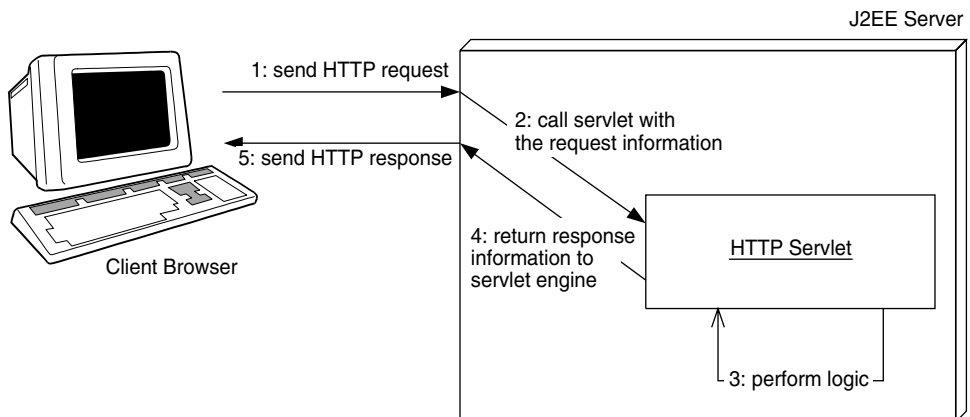 J2EE Server
1: send HTTP request
2: call servlet with
the request information
5: send HTTP response
4: return response
information to
servlet engine
HTTP Servlet
Client Browser
3: perform logic